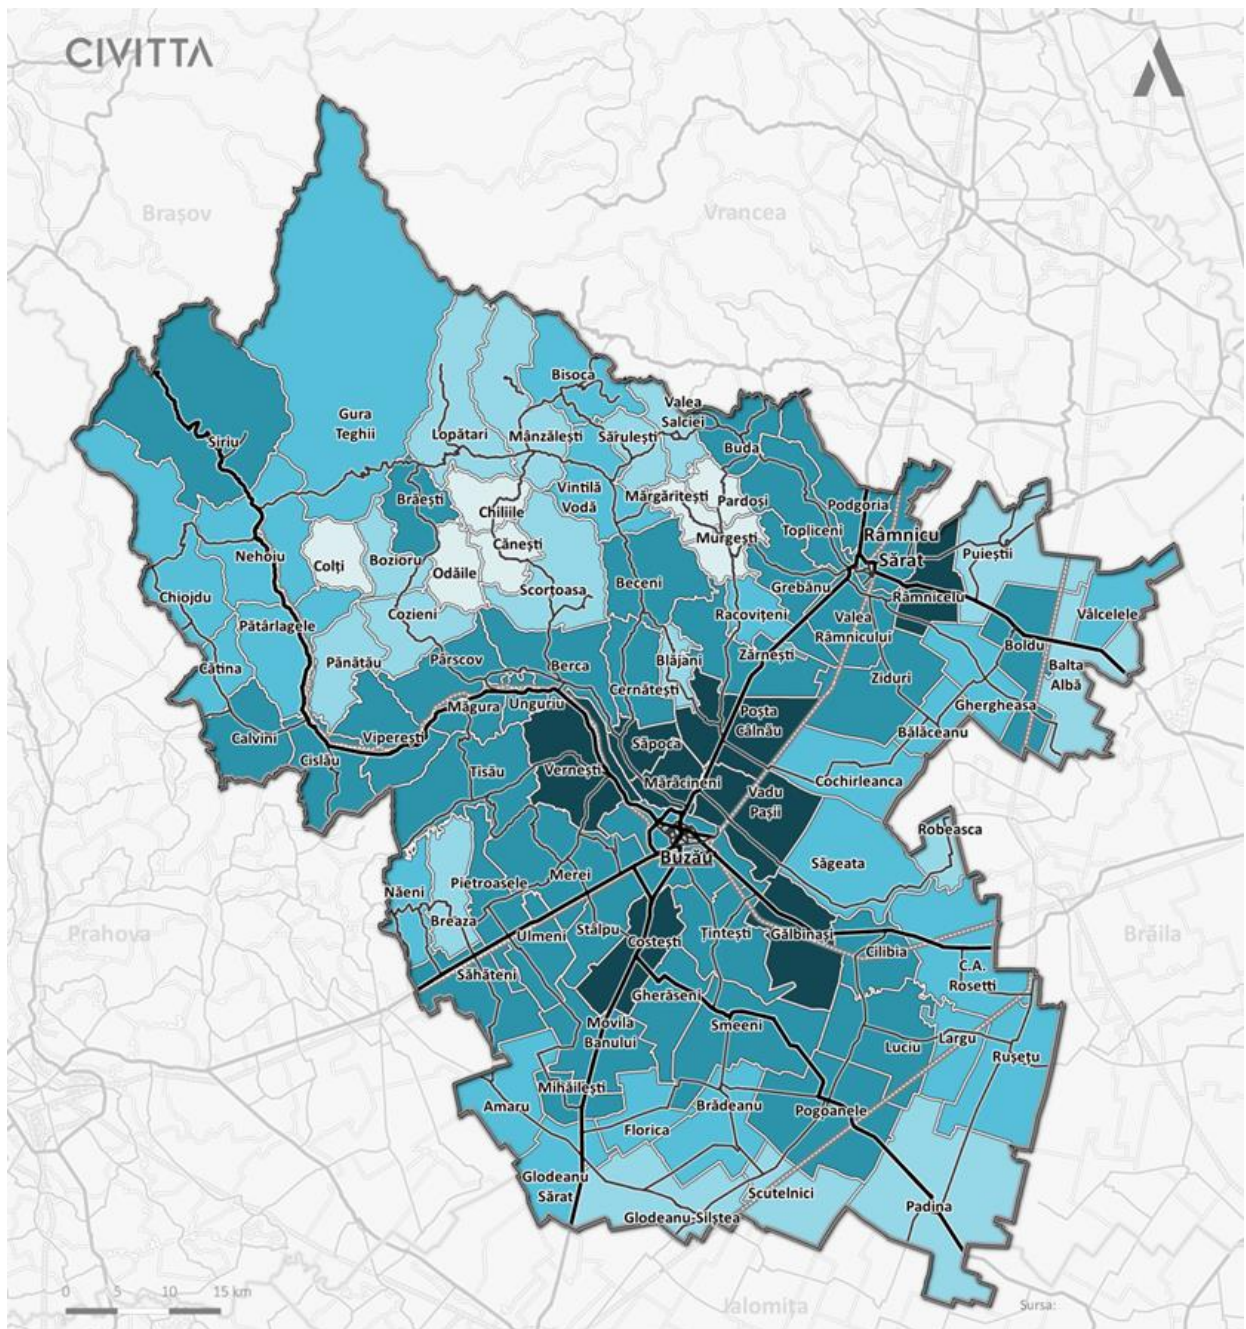 CIVITTA
Brașov
Vrancea
Bisoca
Valea
Salciei
Gura
Teghii
Lopătari
Mânzălești
Sărulești
Siriu
Buda
Brăești
Vintilă
Vodă
Mărgăritești
Pardoși
Chiliile
Podgoria
Topliceni
Râmnicu
Sărat
Murgești
Cănești
Puieștii
Nehoiu
Colți
Bozioru
Odăile
Scorțoasa
Beceni
Grebănu
Râmnicelu
Chiojdu
Cozieni
Racovițeni
Valea
Râmnicului
Vâlcelele
Pătârlagele
Boldu
Pănătău
Pârscov
Berca
Blăjani
Zărnești
Balta
Albă
Cătina
Cernătești
Ziduri
Măgura
Unguriu
Poșta
Câlnău
Ghergheasa
Calvini
Viperești
Bălăceanu
Cislău
Săpoca
Tisău
Vernești
Mărăcineni
Cochirleanca
Vadu
Pașii
Robeasca
Buzău
Săgeata
Merei
Pietroasele
Năeni
Breaza
Prahova
Ulmeni
Stâlpu
Costești
Țintești
Gălbinași
Brăila
Cilibia
Săhăteni
C.A.
Rosetti
Gherăseni
Movila
Banului
Smeeni
Luciu
Largu
Rușețu
Mihăilești
Amaru
Brădeanu
Pogoanele
Florica
Glodeanu
Sărat
Scutelnici
Glodeanu-Siliștea
Padina
0 5 10 15 km
Ialomița
Sursa: